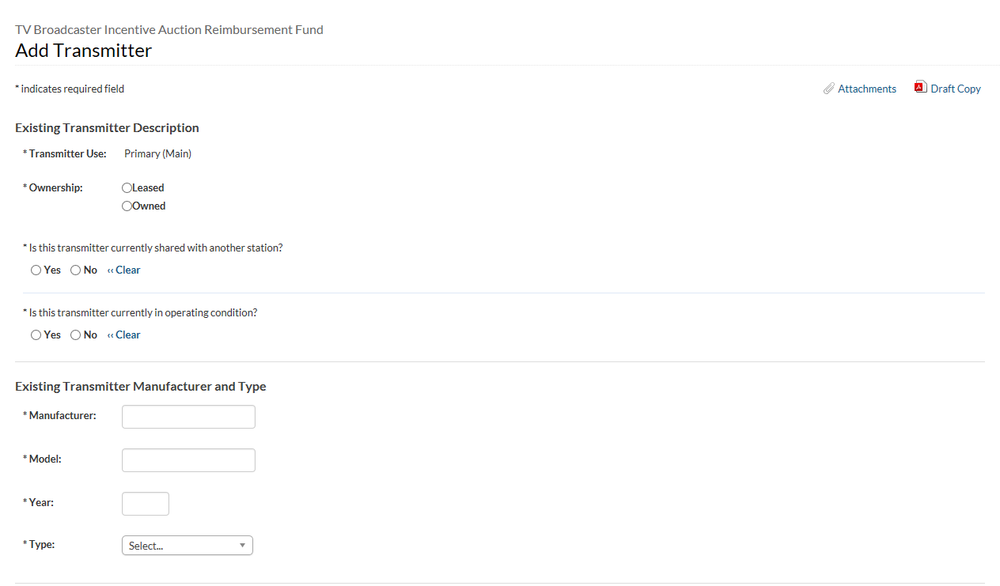 TV Broadcaster Incentive Auction Reimbursement Fund
Add Transmitter
* indicates required field
Attachments
Draft Copy
Existing Transmitter Description
* Transmitter Use: Primary (Main)
* Ownership: Leased
Owned
* Is this transmitter currently shared with another station?
Yes No ‹‹ Clear
* Is this transmitter currently in operating condition?
Yes No ‹‹ Clear
Existing Transmitter Manufacturer and Type
* Manufacturer:
* Model:
* Year:
* Type: Select...